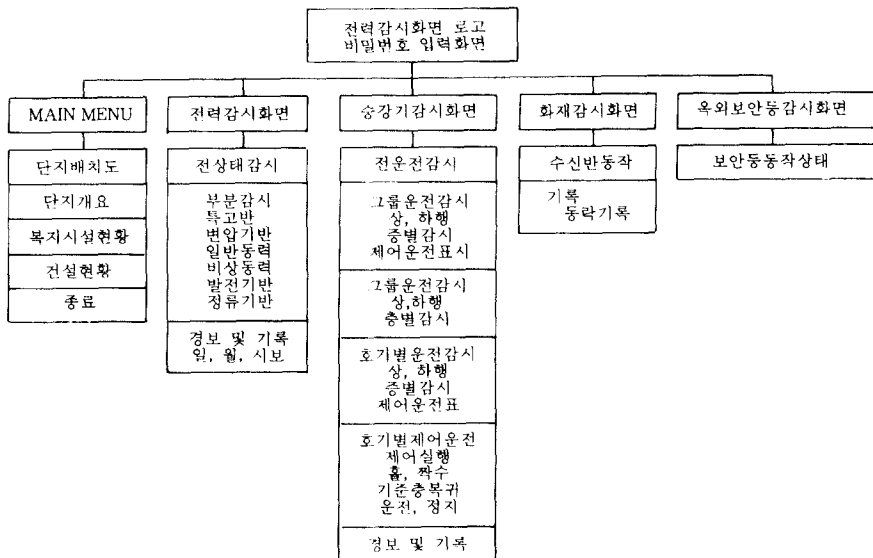 전력감시화면 로고
비밀번호 입력화면
MAIN MENU
단지배치도
단지개요
복지시설현황
건설현황
종료
전력감시화면
전상태감시
부분감시
특고반
변압기반
일반동력
비상동력
발전기반
정류기반
경보 및 기록
일, 월, 시보
승강기감시화면
전운전감시
그룹운전감시
상, 하행
층별감시
제어운전표시
그룹운전감시
상,하행
층별감시
호기별운전감시
상, 하행
층별감시
제어운전표
호기별제어운전
제어실행
홀, 짝수
기준층복귀
운전, 정지
경보 및 기록
화재감시화면
수신반동작
기록
동락기록
옥외보안등감시화면
보안등동작상태